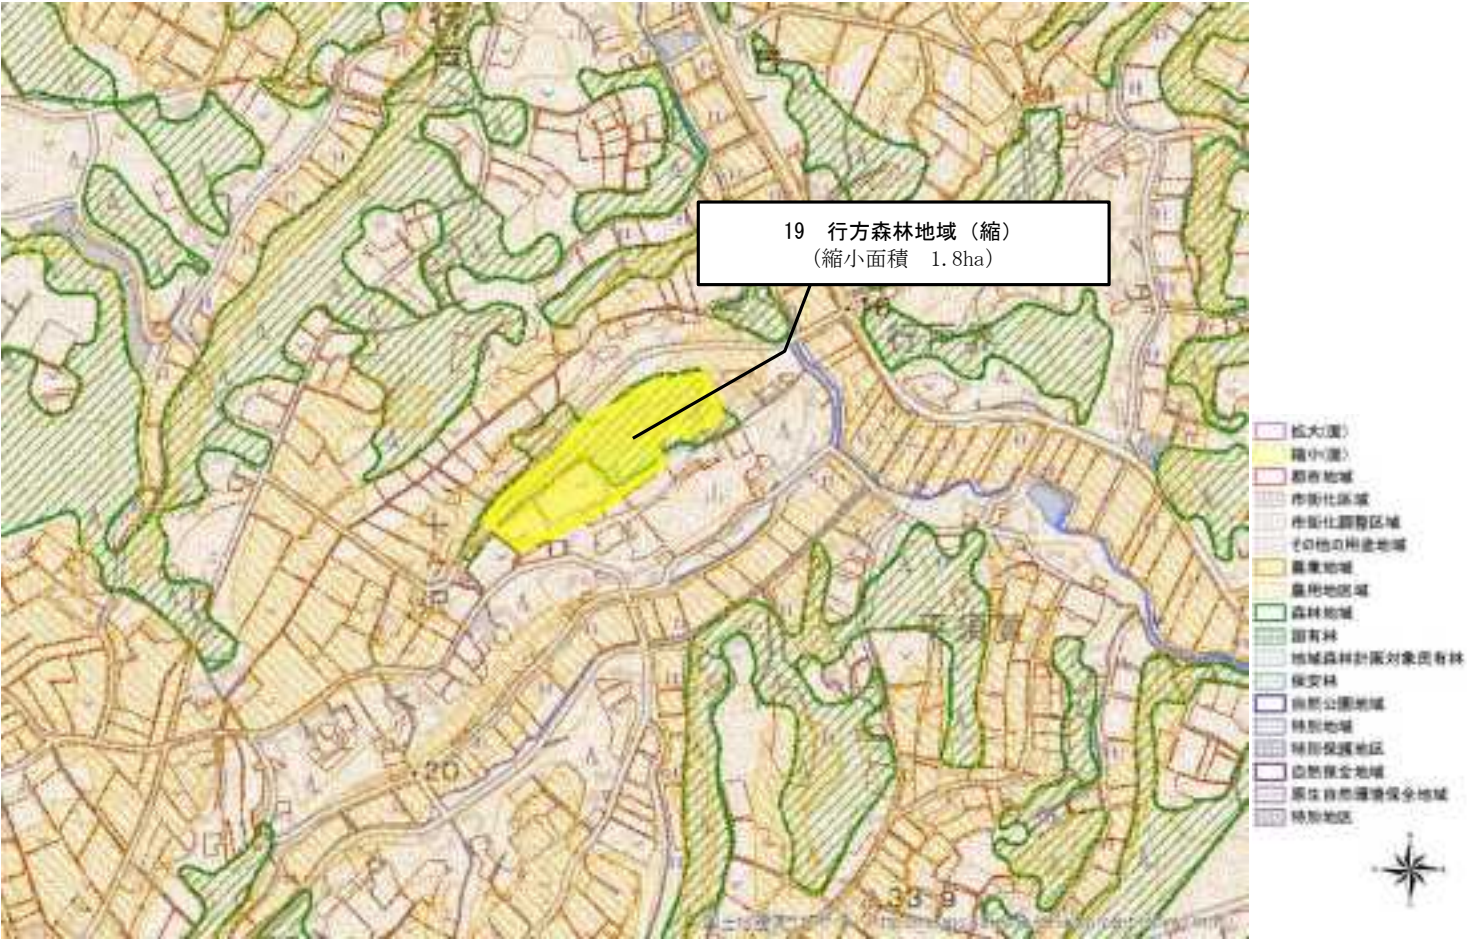 19 行方森林地域（縮）
（縮小面積 1.8ha）
20
拡大(面)
縮小(面)
都市地域
市街化区域
市街化調整区域
その他の用途地域
農業地域
農用地区域
森林地域
国有林
地域森林計画対象民有林
保安林
自然公園地域
特別地域
特別保護地区
自然保全地域
原生自然環境保全地域
特別地区